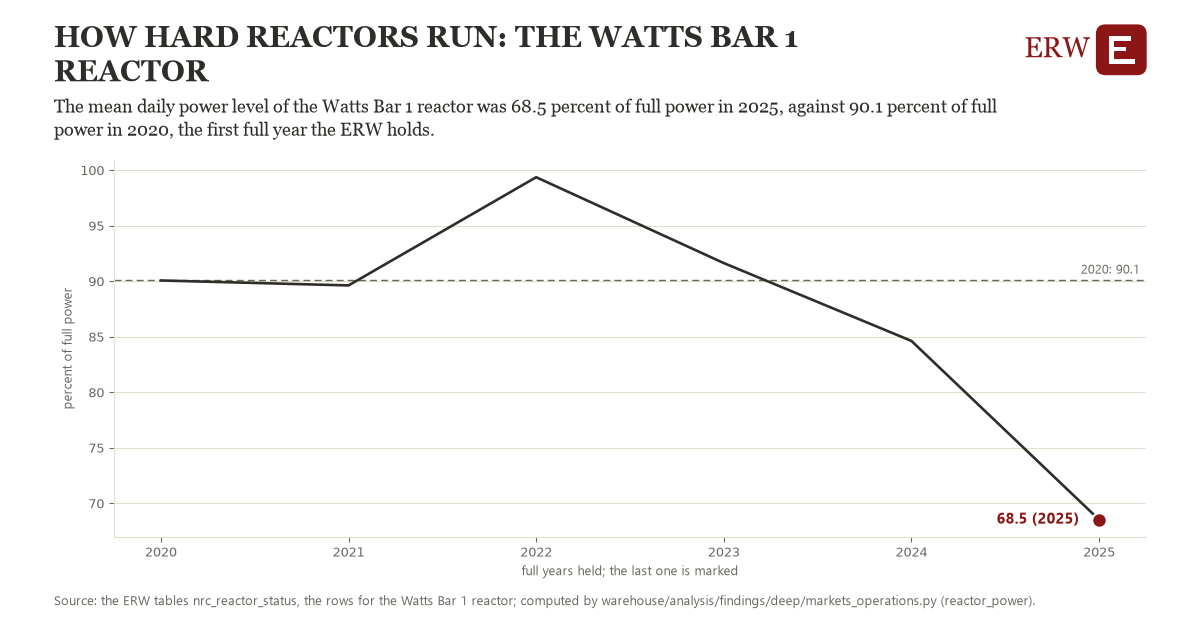 HOW HARD REACTORS RUN: THE WATTS BAR 1
REACTOR
ERW E
The mean daily power level of the Watts Bar 1 reactor was 68.5 percent of full power in 2025, against 90.1 percent of full
power in 2020, the first full year the ERW holds.
percent of full power
100
95
90
85
80
75
70
2020: 90.1
68.5 (2025)
2020 2021 2022 2023 2024 2025
full years held; the last one is marked
Source: the ERW tables nrc_reactor_status, the rows for the Watts Bar 1 reactor; computed by warehouse/analysis/findings/deep/markets_operations.py (reactor_power).